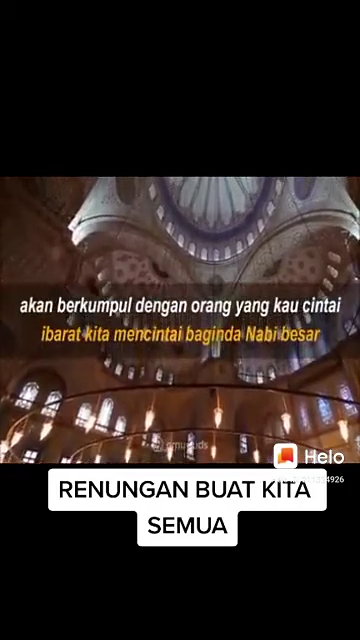 akan berkumpul dengan orang yang kau cintai
ibarat kita mencintai baginda Nabi besar
Helo
RENUNGAN BUAT KITA
SEMUA